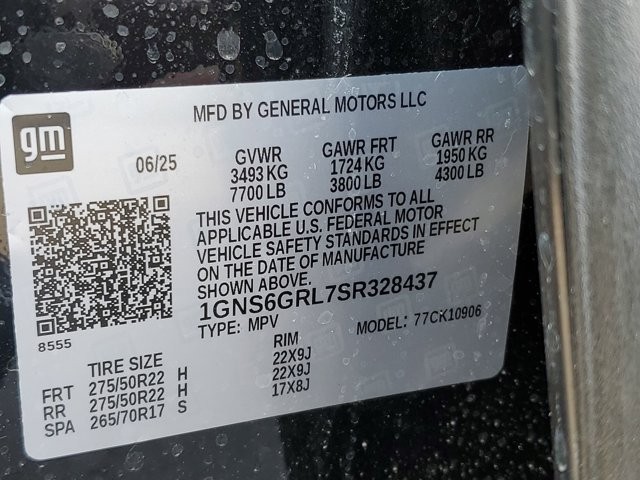 MFD BY GENERAL MOTORS LLC
gm
06/25
GVWR
3493 KG
7700 LB
GAWR FRT
1724 KG
3800 LB
GAWR RR
1950 KG
4300 LB
THIS VEHICLE CONFORMS TO ALL
APPLICABLE U.S. FEDERAL MOTOR
VEHICLE SAFETY STANDARDS IN EFFECT
ON THE DATE OF MANUFACTURE
SHOWN ABOVE.
1GNS6GRL7SR328437
TYPE: MPV
MODEL: 77CK10906
8555
TIRE SIZE RIM
FRT 275/50R22 H 22X9J
RR 275/50R22 H 22X9J
SPA 265/70R17 S 17X8J